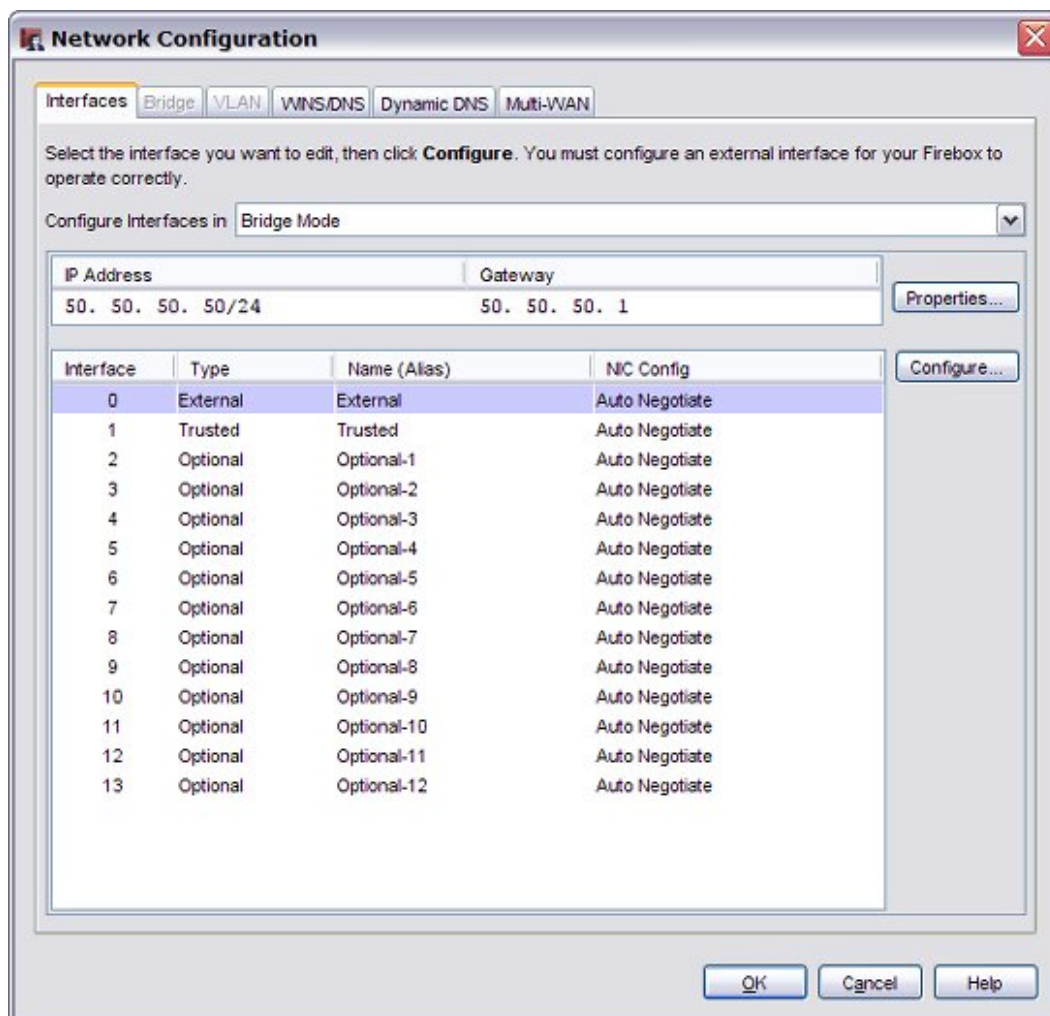 Network Configuration
Interfaces Bridge VLAN WINS/DNS Dynamic DNS Multi-WAN
Select the interface you want to edit, then click Configure. You must configure an external interface for your Firebox to
operate correctly.
Configure Interfaces in Bridge Mode
IP Address Gateway
50. 50. 50. 50/24 50. 50. 50. 1
Properties...
Interface Type Name (Alias) NIC Config
Configure...
0 External External Auto Negotiate
1 Trusted Trusted Auto Negotiate
2 Optional Optional-1 Auto Negotiate
3 Optional Optional-2 Auto Negotiate
4 Optional Optional-3 Auto Negotiate
5 Optional Optional-4 Auto Negotiate
6 Optional Optional-5 Auto Negotiate
7 Optional Optional-6 Auto Negotiate
8 Optional Optional-7 Auto Negotiate
9 Optional Optional-8 Auto Negotiate
10 Optional Optional-9 Auto Negotiate
11 Optional Optional-10 Auto Negotiate
12 Optional Optional-11 Auto Negotiate
13 Optional Optional-12 Auto Negotiate
OK Cancel Help